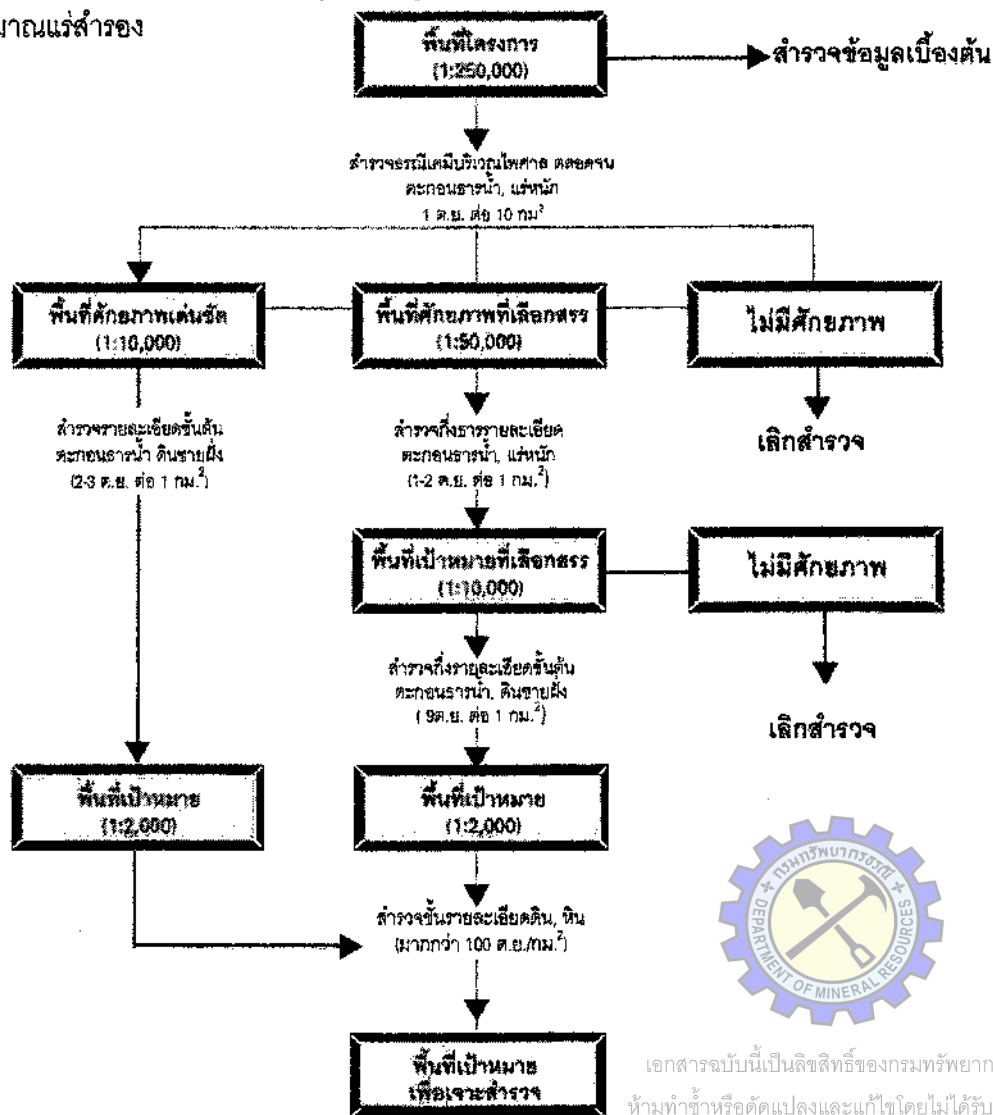 มาณแร่สำรอง
พื้นที่โครงการ
(1:250,000)
สำรวจข้อมูลเบื้องต้น
สำรวจธรณีเคมีบริเวณไพศาล ตลอดจน
ตะกอนธารน้ำ, แร่หนัก
1 ต.ย. ต่อ 10 กม²
พื้นที่ศักยภาพเด่นชัด
(1:10,000)
พื้นที่ศักยภาพที่เลือกสรร
(1:50,000)
ไม่มีศักยภาพ
สำรวจรายละเอียดขั้นต้น
ตะกอนธารน้ำ ดินชายฝั่ง
(2-3 ต.ย. ต่อ 1 กม.²)
สำรวจกึ่งธารรายละเอียด
ตะกอนธารน้ำ, แร่หนัก
(1-2 ต.ย. ต่อ 1 กม.²)
เลิกสำรวจ
พื้นที่เป้าหมายที่เลือกสรร
(1:10,000)
ไม่มีศักยภาพ
สำรวจกึ่งรายละเอียดขั้นต้น
ตะกอนธารน้ำ, ดินชายฝั่ง
( 9ต.ย. ต่อ 1 กม.²)
เลิกสำรวจ
พื้นที่เป้าหมาย
(1:2,000)
พื้นที่เป้าหมาย
(1:2,000)
สำรวจขั้นรายละเอียดดิน, หิน
(มากกว่า 100 ต.ย./กม.²)
พื้นที่เป้าหมาย
เพื่อเจาะสำรวจ
กรมทรัพยากรธรณี
DEPARTMENT OF MINERAL RESOURCES
เอกสารฉบับนี้เป็นลิขสิทธิ์ของกรมทรัพยาก
ห้ามทำซ้ำหรือดัดแปลงและแก้ไขโดยไม่ได้รับ